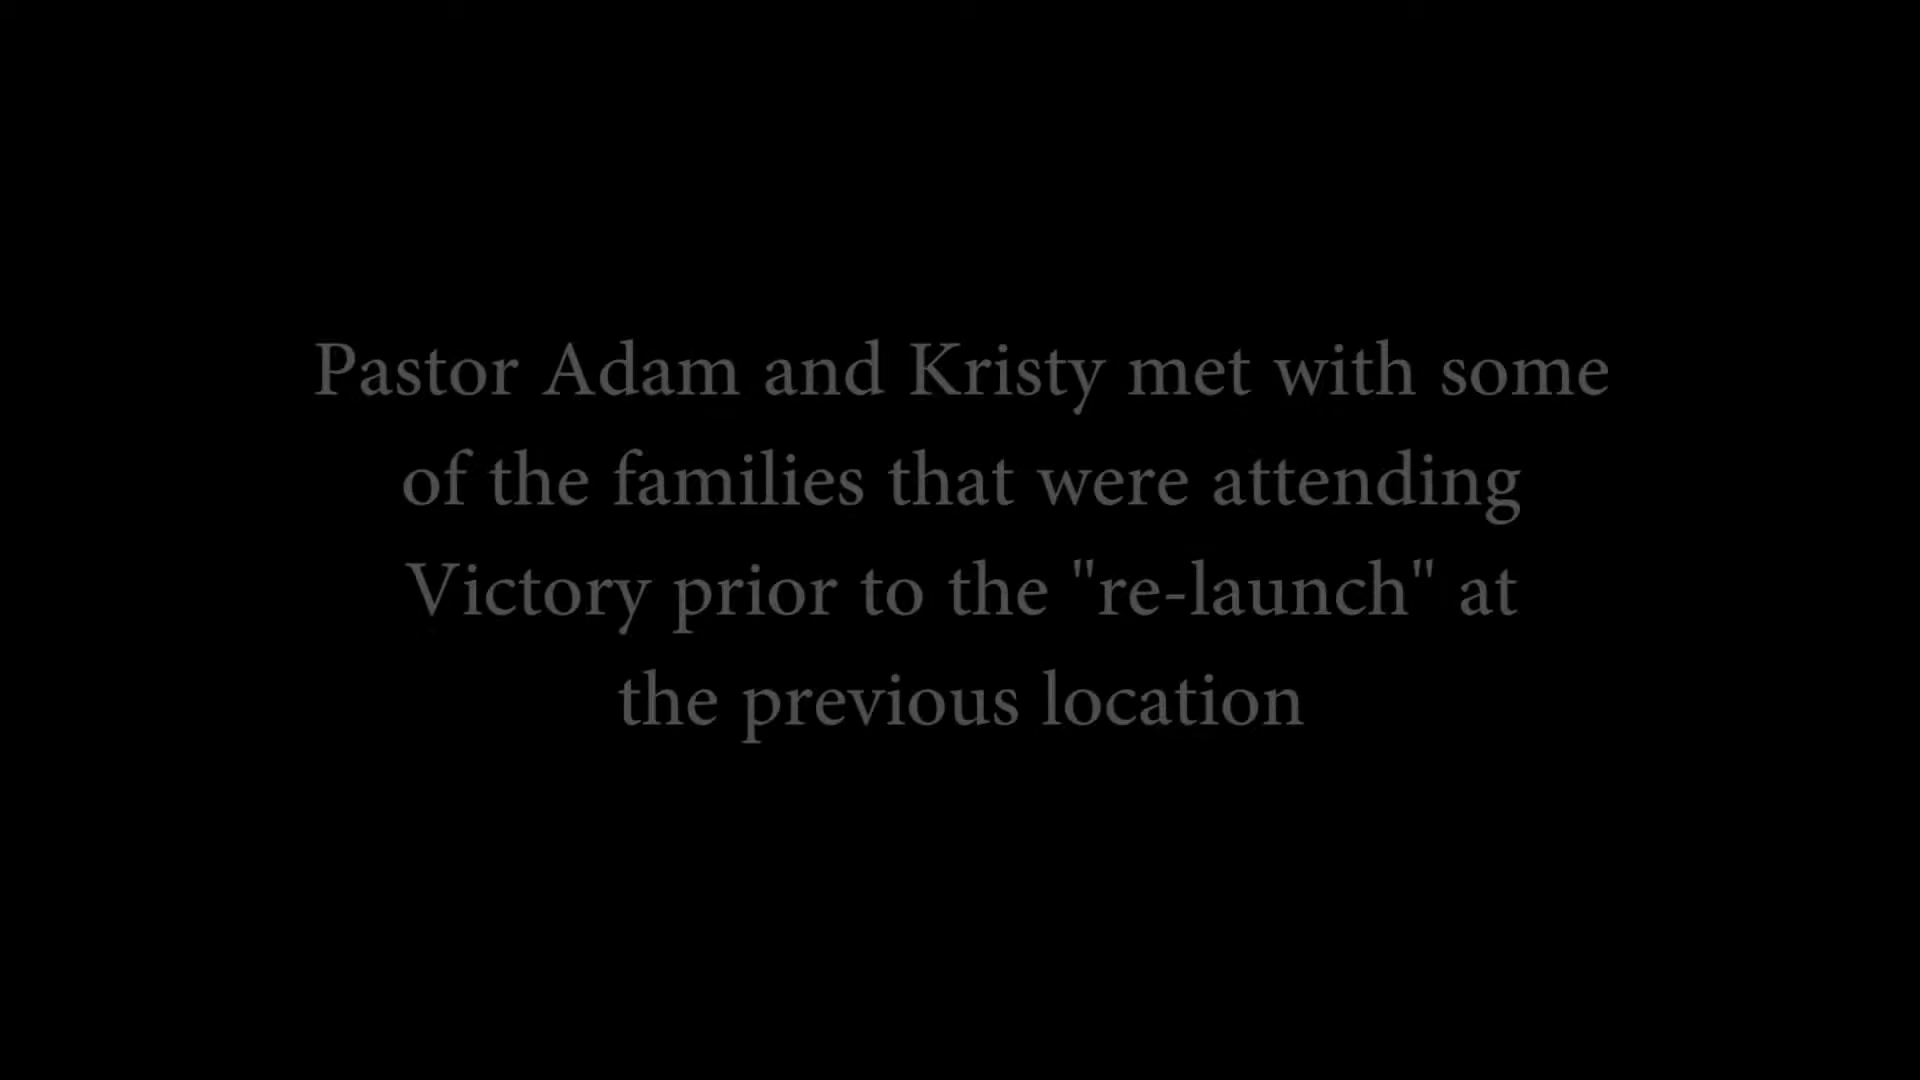 Pastor Adam and Kristy met with some
of the families that were attending
Victory prior to the "re-launch" at
the previous location